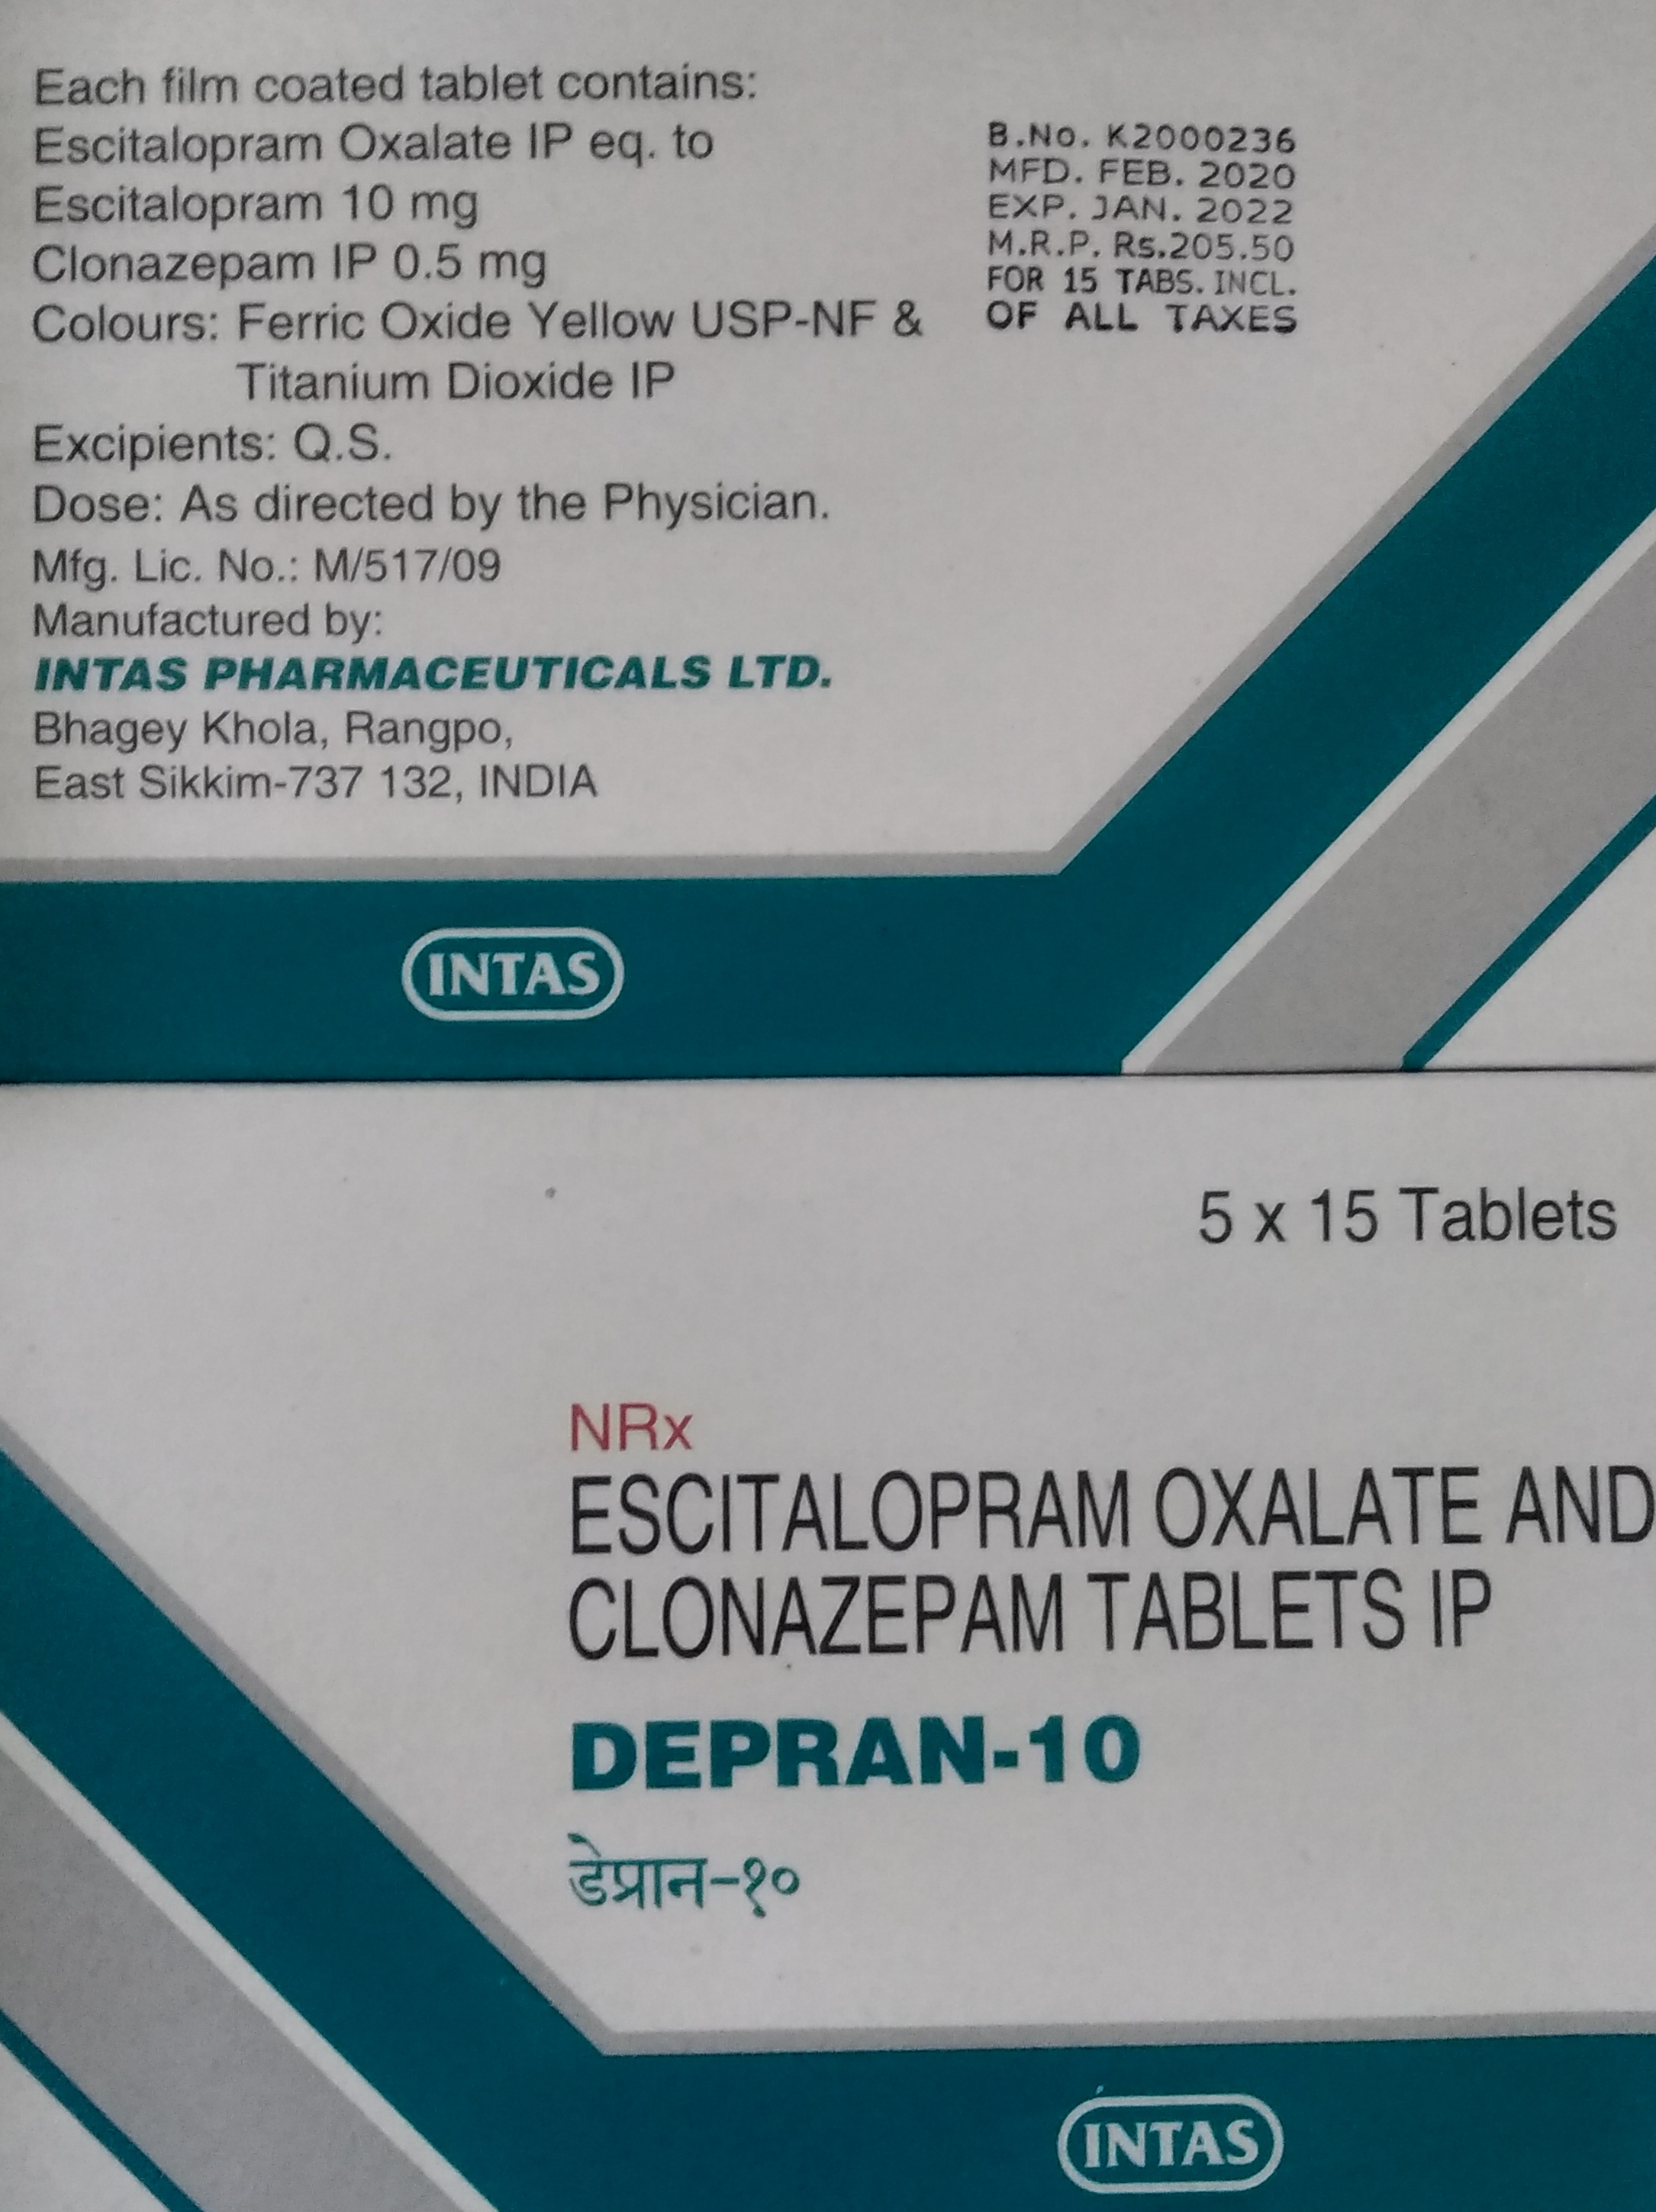 Each film coated tablet contains:
Escitalopram Oxalate IP eq. to
Escitalopram 10 mg
Clonazepam IP 0.5 mg
Colours: Ferric Oxide Yellow USP-NF &
Titanium Dioxide IP
Excipients: Q.S.
Dose: As directed by the Physician.
Mfg. Lic. No.: M/517/09
Manufactured by:
INTAS PHARMACEUTICALS LTD.
Bhagey Khola, Rangpo,
East Sikkim-737 132, INDIA
B.No. K2000236
MFD. FEB. 2020
EXP. JAN. 2022
M.R.P. Rs.205.50
FOR 15 TABS. INCL.
OF ALL TAXES
INTAS
5 x 15 Tablets
NRx
ESCITALOPRAM OXALATE AND
CLONAZEPAM TABLETS IP
DEPRAN-10
डेप्रान-१०
INTAS